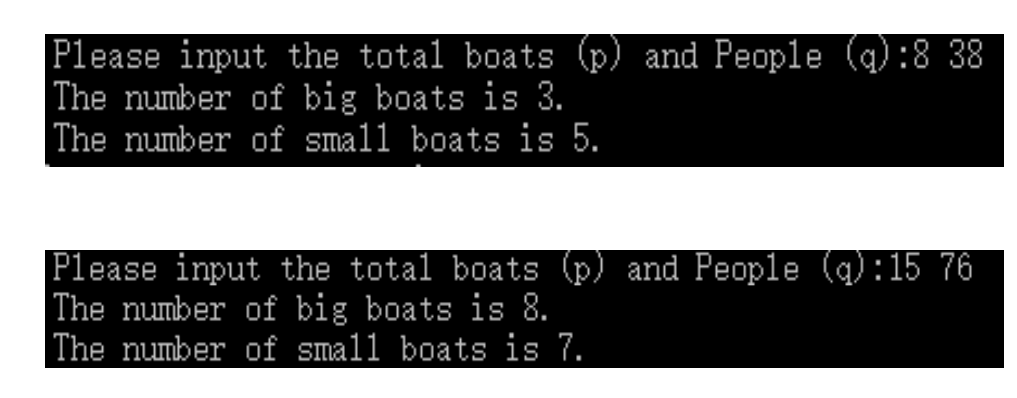 Please input the total boats (p) and People (q):8 38
The number of big boats is 3.
The number of small boats is 5.
Please input the total boats (p) and People (q):15 76
The number of big boats is 8.
The number of small boats is 7.